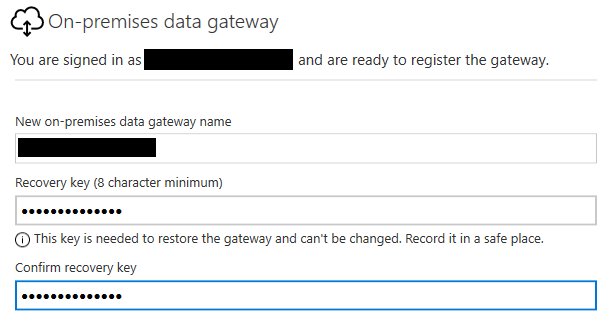 On-premises data gateway
You are signed in as and are ready to register the gateway.
New on-premises data gateway name
Recovery key (8 character minimum)
●●●●●●●●●●●●●●
This key is needed to restore the gateway and can't be changed. Record it in a safe place.
Confirm recovery key
●●●●●●●●●●●●●●